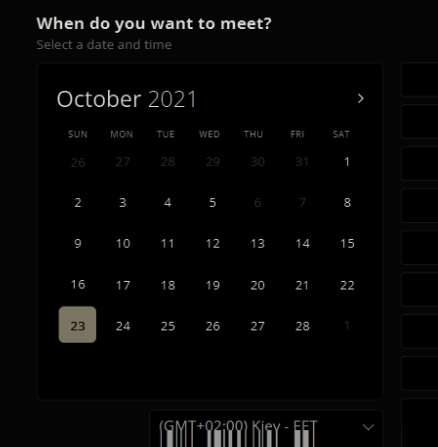 When do you want to meet?
Select a date and time
October 2021 >
SUN MON TUE WED THU FRI SAT
26 27 28 29 30 31 1
2 3 4 5 6 7 8
9 10 11 12 13 14 15
16 17 18 19 20 21 22
23 24 25 26 27 28 1
(GMT+02:00) Kiev - EET